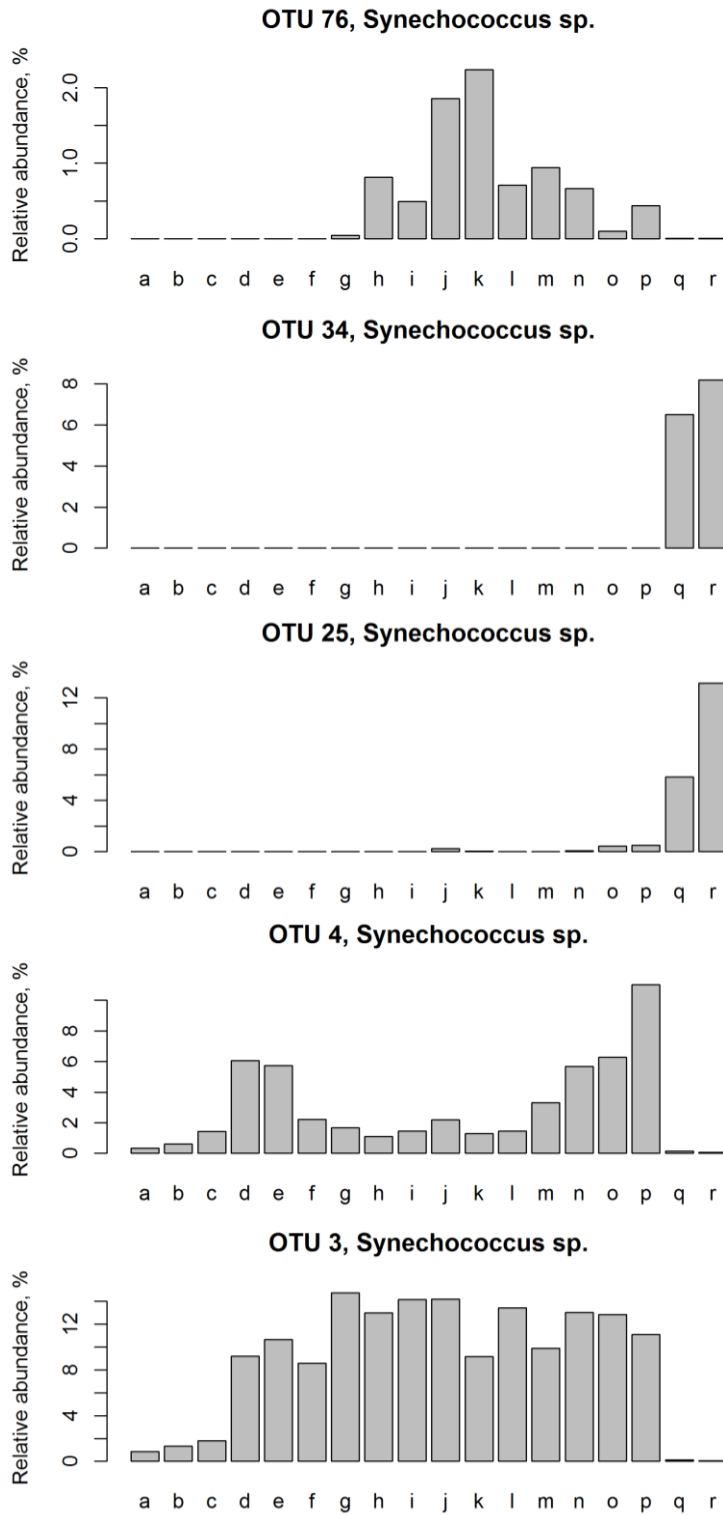 OTU 76, Synechococcus sp.
Relative abundance, %
2.0
1.0
0.0
a b c d e f g h i j k l m n o p q r
OTU 34, Synechococcus sp.
Relative abundance, %
8
6
4
2
0
a b c d e f g h i j k l m n o p q r
OTU 25, Synechococcus sp.
Relative abundance, %
12
8
4
0
a b c d e f g h i j k l m n o p q r
OTU 4, Synechococcus sp.
Relative abundance, %
8
6
4
2
0
a b c d e f g h i j k l m n o p q r
OTU 3, Synechococcus sp.
Relative abundance, %
12
8
4
0
a b c d e f g h i j k l m n o p q r